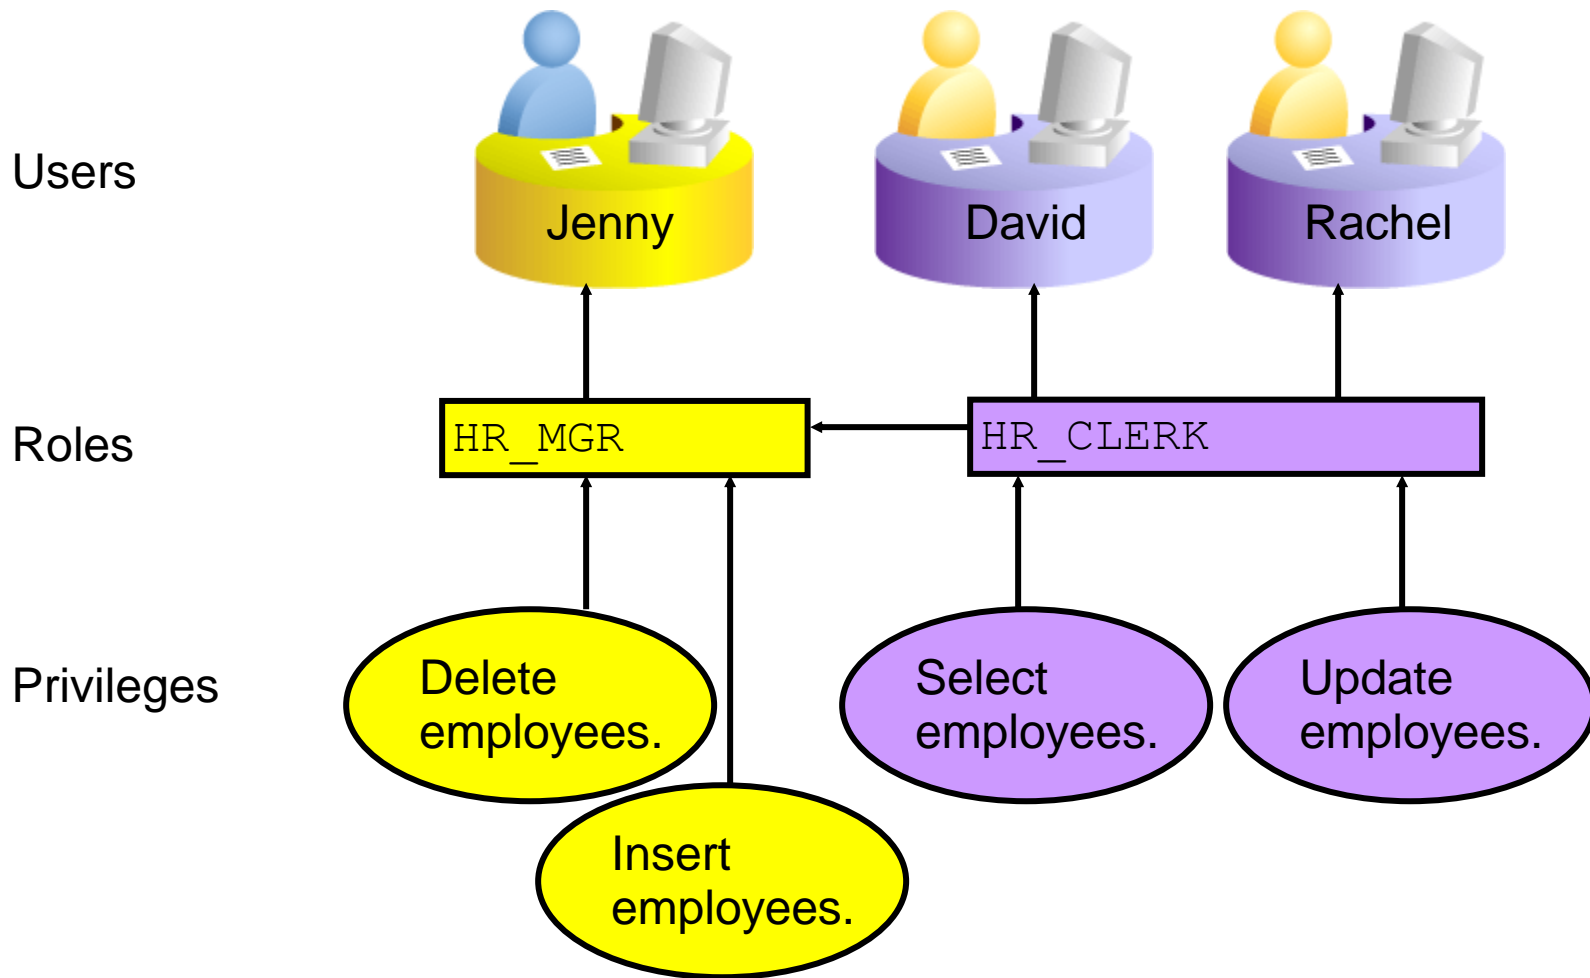 Users
Jenny
David
Rachel
Roles
HR_MGR
HR_CLERK
Privileges
Delete
employees.
Select
employees.
Update
employees.
Insert
employees.